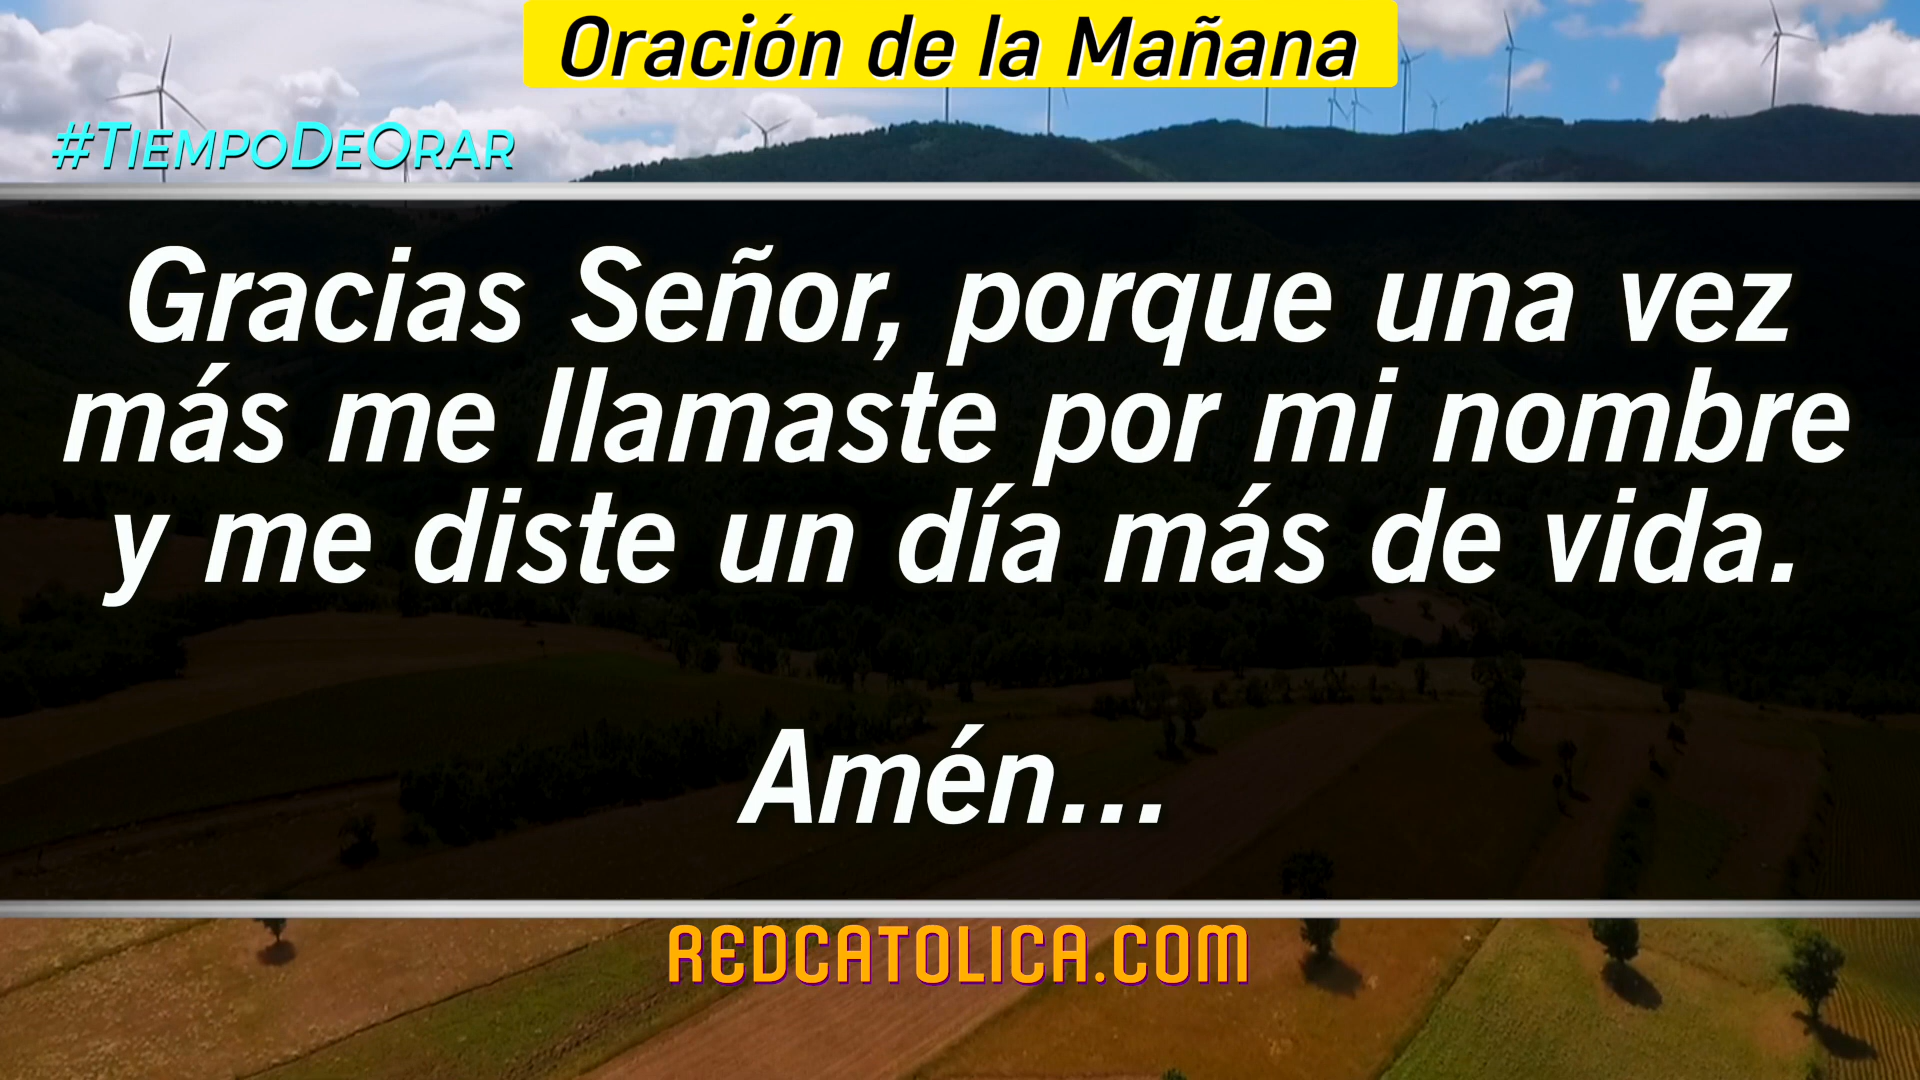 Oración de la Mañana
#TiempoDeOrar
Gracias Señor, porque una vez
más me llamaste por mi nombre
y me diste un día más de vida.
Amén...
REDCATOLICA.COM